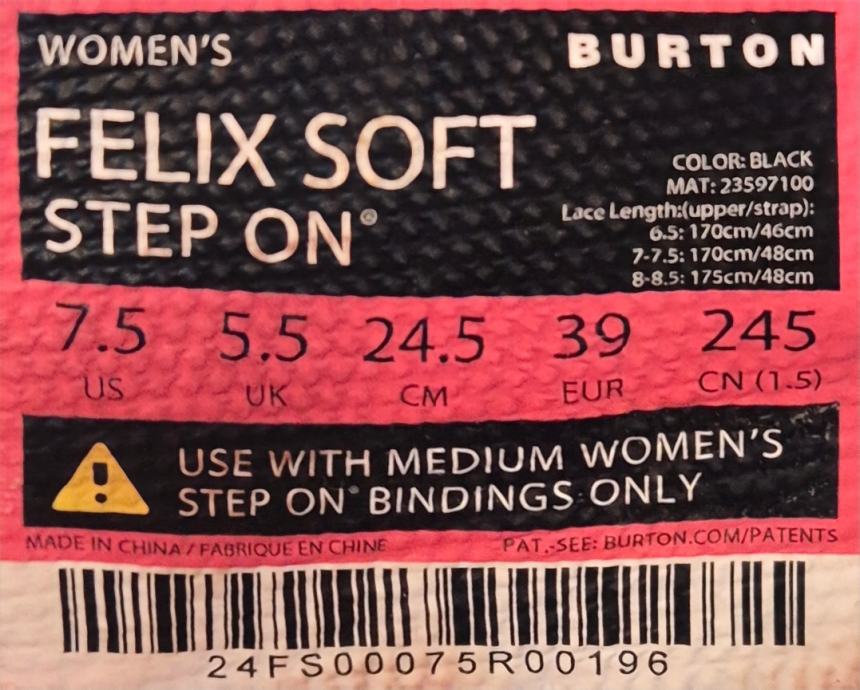 WOMEN'S BURTON
FELIX SOFT
STEP ON®
COLOR: BLACK
MAT: 23597100
Lace Length:(upper/strap):
6.5: 170cm/46cm
7-7.5: 170cm/48cm
8-8.5: 175cm/48cm
7.5 5.5 24.5 39 245
US UK CM EUR CN (1.5)
USE WITH MEDIUM WOMEN'S
STEP ON® BINDINGS ONLY
MADE IN CHINA / FABRIQUE EN CHINE PAT.-SEE: BURTON.COM/PATENTS
24FS00075R00196